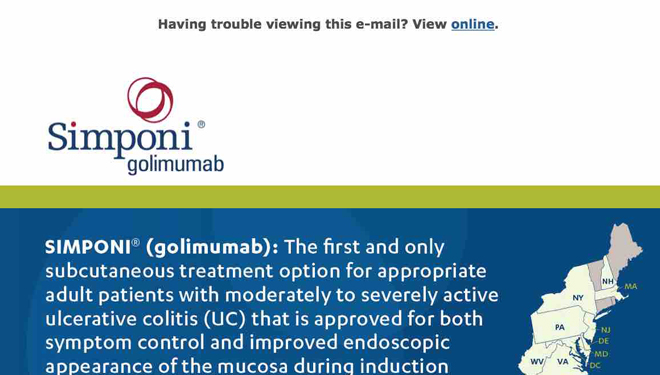 Having trouble viewing this e-mail? View online.
Simponi®
golimumab
SIMPONI® (golimumab): The first and only
subcutaneous treatment option for appropriate
adult patients with moderately to severely active
ulcerative colitis (UC) that is approved for both
symptom control and improved endoscopic
appearance of the mucosa during induction
NH
MA
NY
PA
NJ
DE
MD
WV
VA
DC